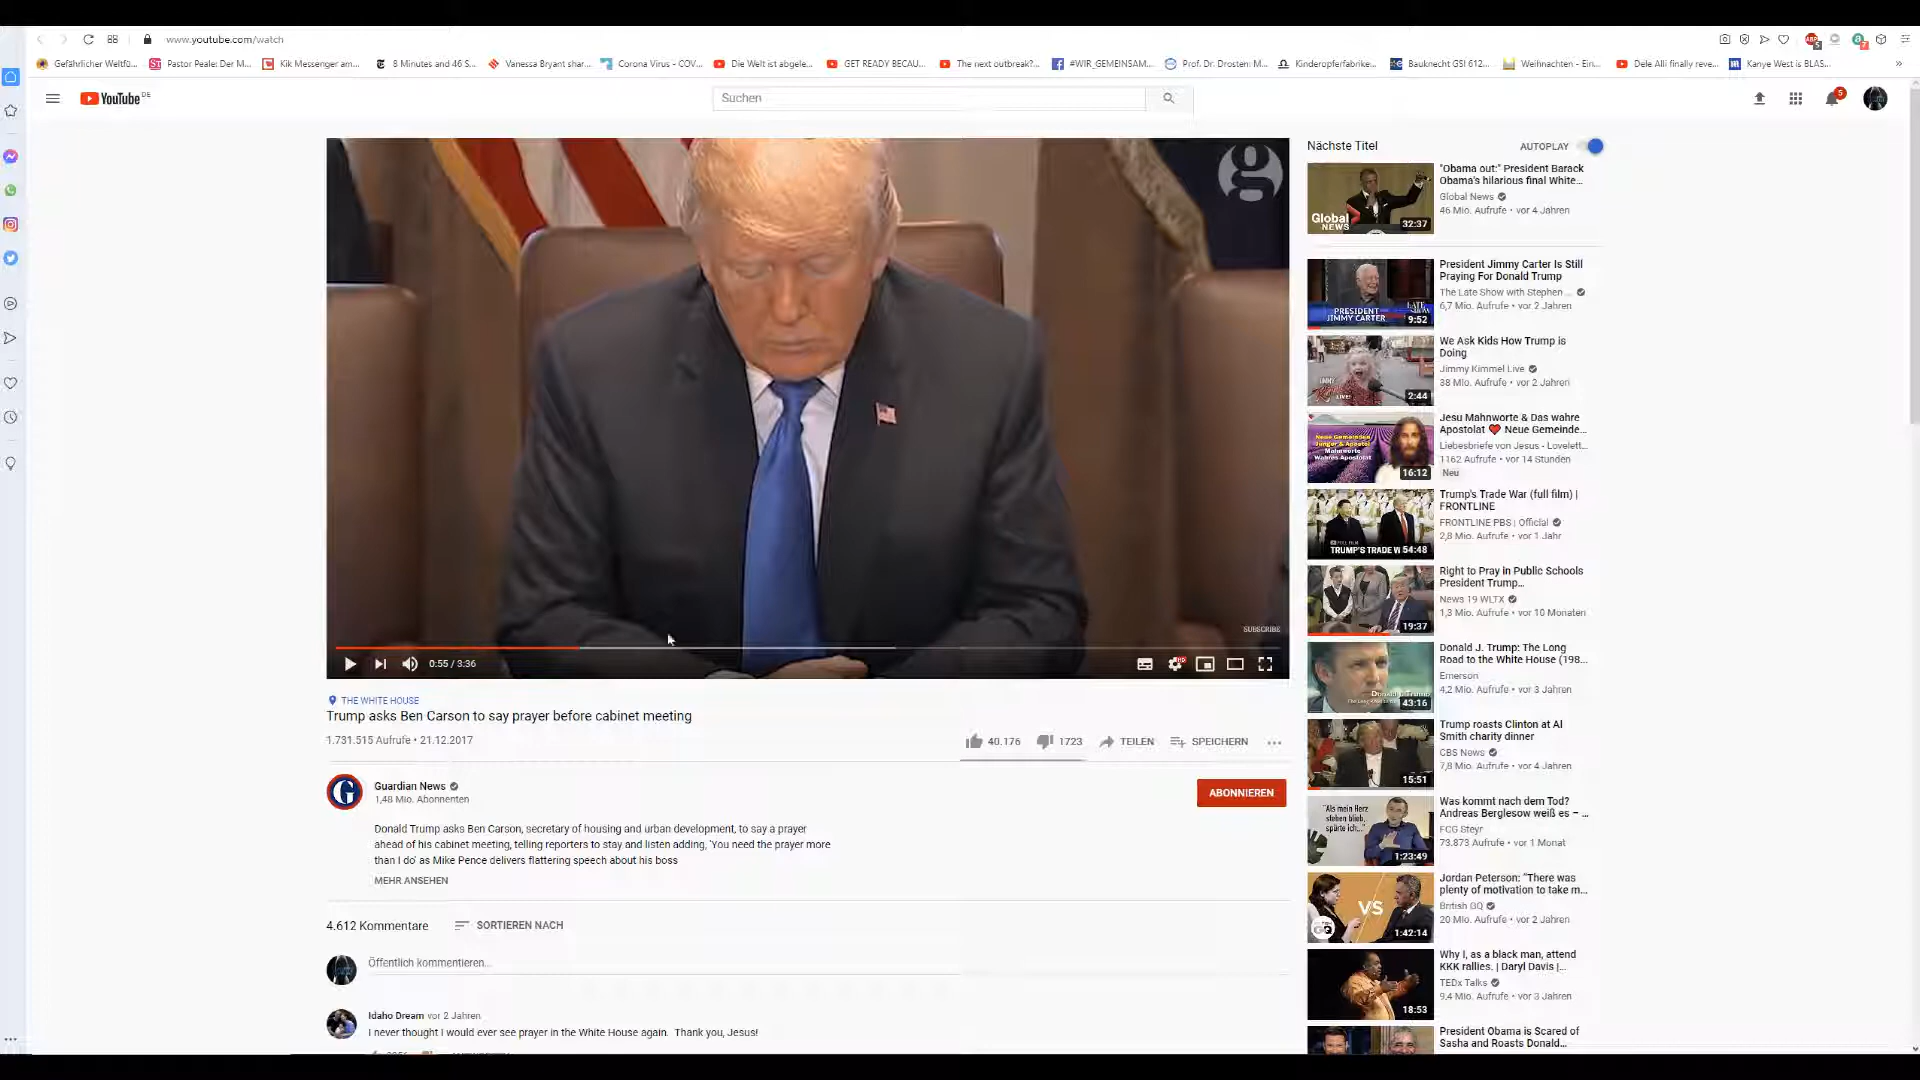 www.youtube.com/watch
Gefährlicher Weltfü...
Pastor Peale: Der M...
Kik Messenger am...
8 Minutes and 46 S...
Vanessa Bryant shar...
Corona Virus - COV...
Die Welt ist abgele...
GET READY BECAU...
The next outbreak?...
#WIR_GEMEINSAM...
Prof. Dr. Drosten: M...
Kinderopferfabrike...
Bauknecht GSI 612...
Weihnachten - Ein...
Dele Alli finally reve...
Kanye West is BLAS...
YouTube DE
Suchen
5
SUBSCRIBE
0:55 / 3:36
THE WHITE HOUSE
Trump asks Ben Carson to say prayer before cabinet meeting
1.731.515 Aufrufe • 21.12.2017
40.176
1723
TEILEN
SPEICHERN
Guardian News
1,48 Mio. Abonnenten
ABONNIEREN
Donald Trump asks Ben Carson, secretary of housing and urban development, to say a prayer
ahead of his cabinet meeting, telling reporters to stay and listen adding, 'You need the prayer more
than I do' as Mike Pence delivers flattering speech about his boss
MEHR ANSEHEN
4.612 Kommentare
SORTIEREN NACH
Öffentlich kommentieren...
Idaho Dream vor 2 Jahren
I never thought I would ever see prayer in the White House again. Thank you, Jesus!
Nächste Titel
AUTOPLAY
Global NEWS
32:37
"Obama out:" President Barack
Obama's hilarious final White...
Global News
46 Mio. Aufrufe • vor 4 Jahren
PRESIDENT
JIMMY CARTER
9:52
President Jimmy Carter Is Still
Praying For Donald Trump
The Late Show with Stephen ...
6,7 Mio. Aufrufe • vor 2 Jahren
2:44
We Ask Kids How Trump is
Doing
Jimmy Kimmel Live
38 Mio. Aufrufe • vor 2 Jahren
16:12
Jesu Mahnworte & Das wahre
Apostolat ❤ Neue Gemeinde...
Liebesbriefe von Jesus - Lovelett...
1162 Aufrufe • vor 14 Stunden
Neu
54:48
Trump's Trade War (full film) |
FRONTLINE
FRONTLINE PBS | Official
2,8 Mio. Aufrufe • vor 1 Jahr
19:37
Right to Pray in Public Schools
President Trump...
News 19 WLTX
1,3 Mio. Aufrufe • vor 10 Monaten
43:16
Donald J. Trump: The Long
Road to the White House (198...
Emerson
4,2 Mio. Aufrufe • vor 3 Jahren
15:51
Trump roasts Clinton at Al
Smith charity dinner
CBS News
7,8 Mio. Aufrufe • vor 4 Jahren
"Als mein Herz
stehen blieb,
spürte ich..."
1:23:49
Was kommt nach dem Tod?
Andreas Berglesow weiß es – ...
FCG Steyr
73.873 Aufrufe • vor 1 Monat
VS
1:42:14
Jordan Peterson: "There was
plenty of motivation to take m...
British GQ
20 Mio. Aufrufe • vor 2 Jahren
18:53
Why I, as a black man, attend
KKK rallies. | Daryl Davis |...
TEDx Talks
9,4 Mio. Aufrufe • vor 3 Jahren
President Obama is Scared of
Sasha and Roasts Donald...